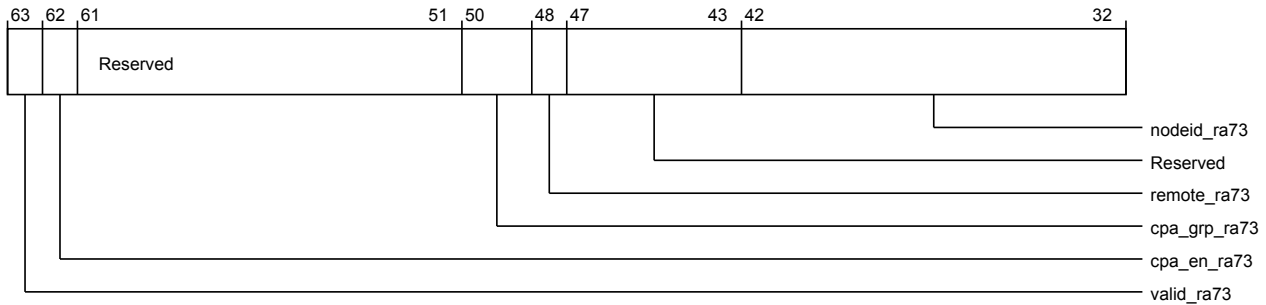 63 62 61 51 50 48 47 43 42 32
Reserved
nodeid_ra73
Reserved
remote_ra73
cpa_grp_ra73
cpa_en_ra73
valid_ra73